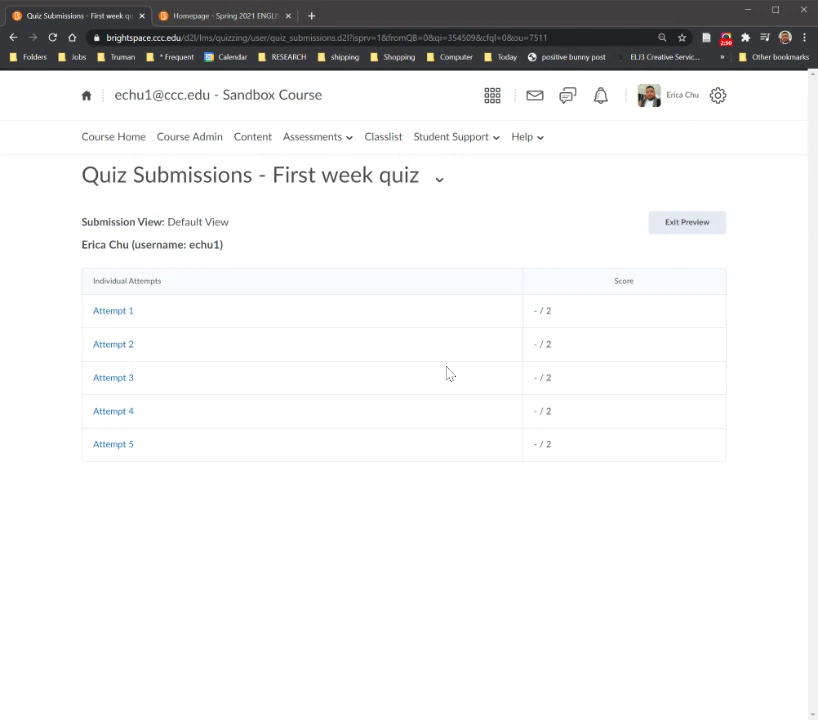 Quiz Submissions - First week qu
Homepage - Spring 2021 ENGLI
brightspace.ccc.edu/d2l/lms/quizzing/user/quiz_submissions.d2l?isprv=1&fromQB=0&qi=354509&cfql=0&ou=7511
2:50
Folders Jobs Truman * Frequent Calendar RESEARCH shipping Shopping Computer Today positive bunny post ELJ3 Creative Servic... » Other bookmarks
echu1@ccc.edu - Sandbox Course
Erica Chu
Course Home Course Admin Content Assessments Classlist Student Support Help
Quiz Submissions - First week quiz
Submission View: Default View
Exit Preview
Erica Chu (username: echu1)
Individual Attempts Score
Attempt 1 - / 2
Attempt 2 - / 2
Attempt 3 - / 2
Attempt 4 - / 2
Attempt 5 - / 2